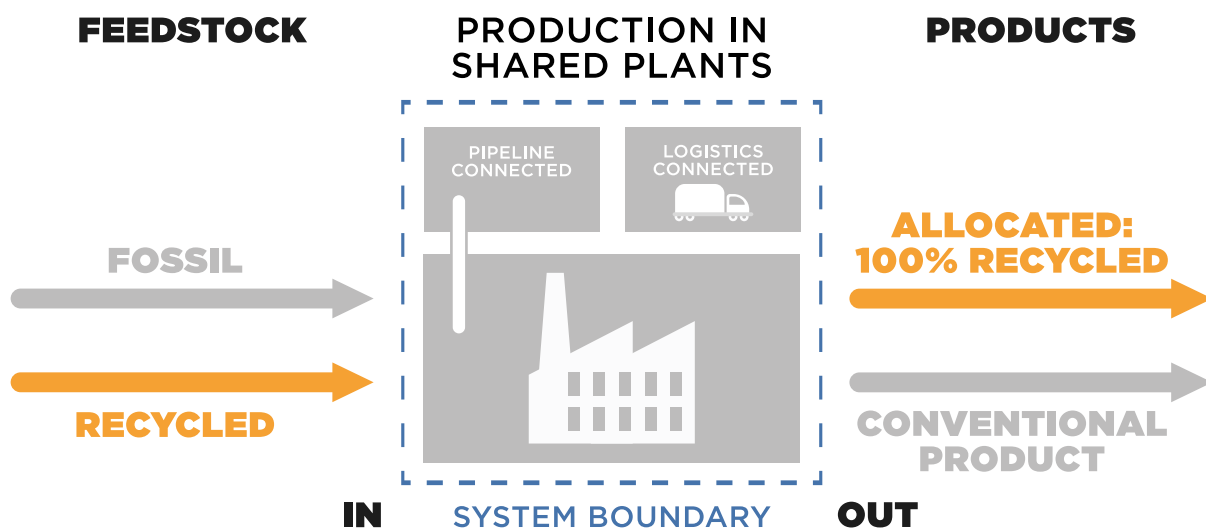 FEEDSTOCK
PRODUCTION IN
SHARED PLANTS
PRODUCTS
PIPELINE
CONNECTED
LOGISTICS
CONNECTED
FOSSIL
RECYCLED
ALLOCATED:
100% RECYCLED
CONVENTIONAL
PRODUCT
IN
SYSTEM BOUNDARY
OUT